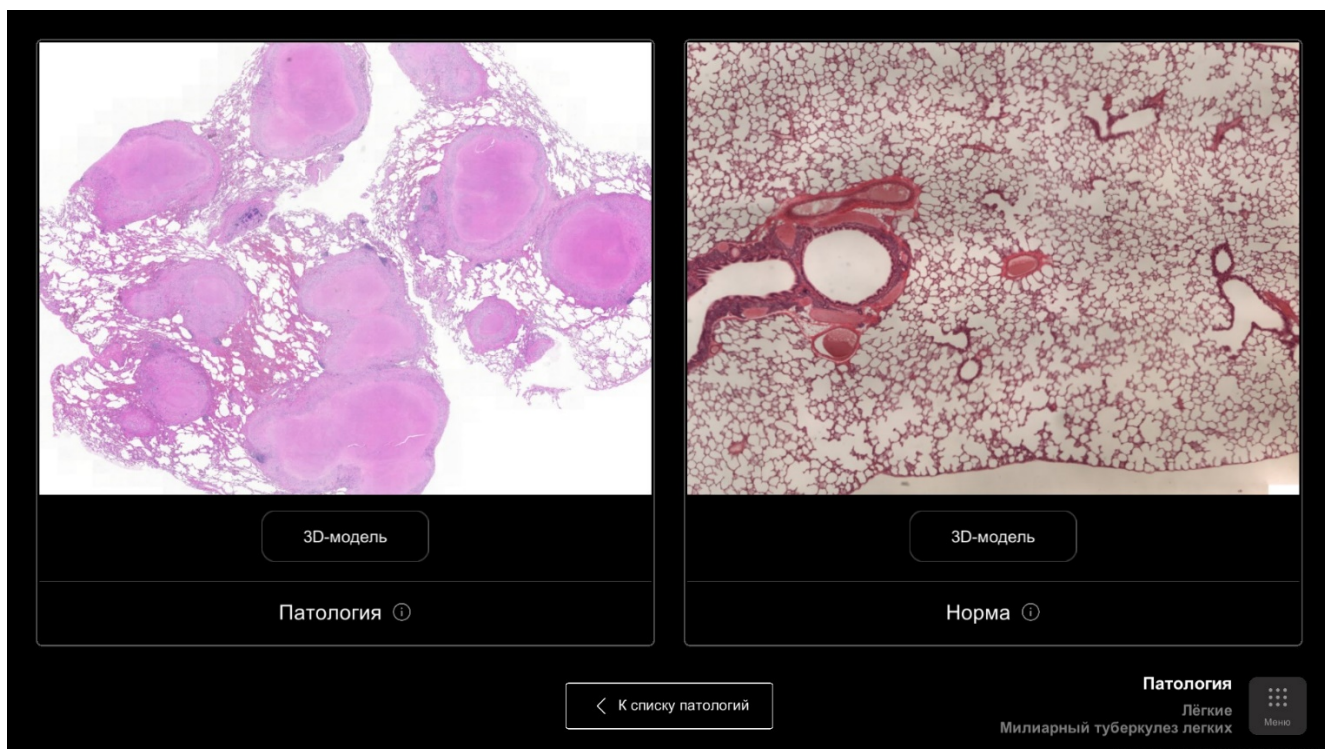 3D-модель
3D-модель
Патология
Норма
К списку патологий
Патология
Лёгкие
Милиарный туберкулез легких
Меню